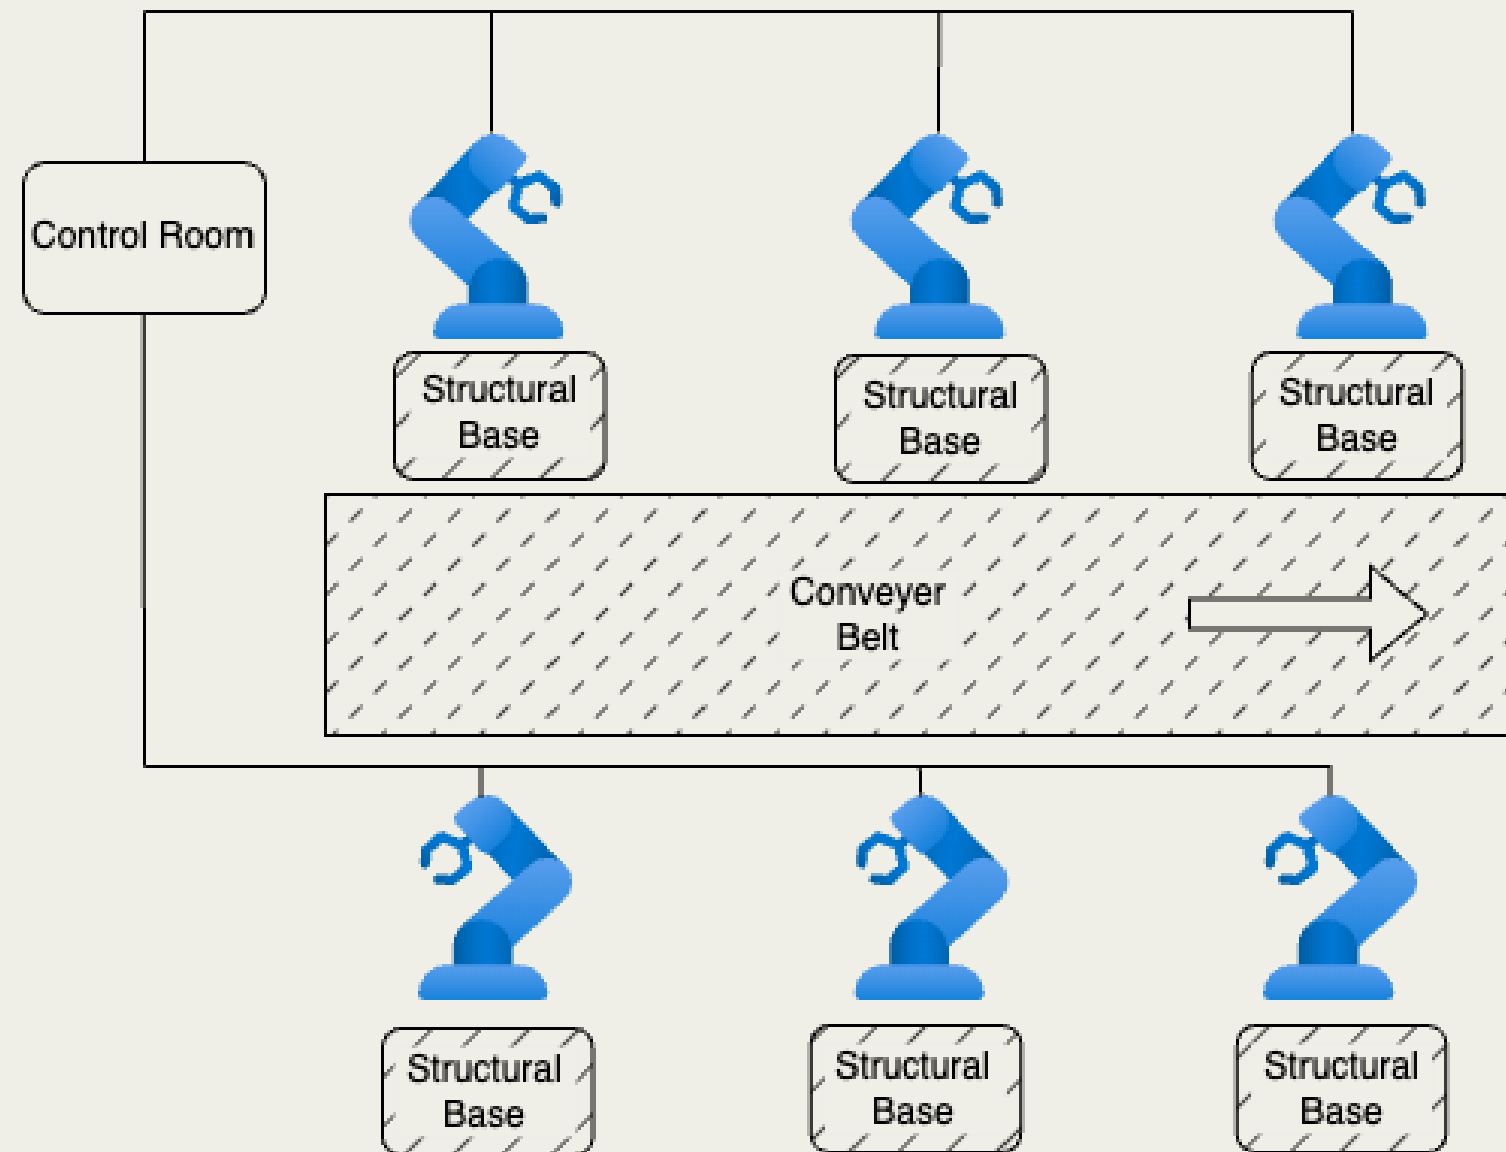 Control Room
Structural
Base
Structural
Base
Structural
Base
Conveyer
Belt
Structural
Base
Structural
Base
Structural
Base